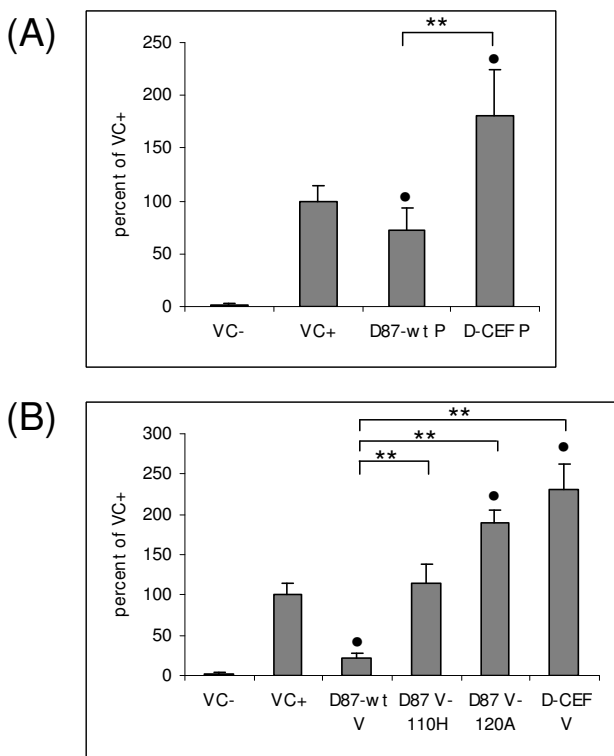 (A)
**
250
200
150
100
50
0
percent of VC+
VC- VC+ D87-wt P D-CEF P
(B)
**
**
**
300
250
200
150
100
50
0
percent of VC+
VC- VC+ D87-wt V D87 V-110H D87 V-120A D-CEF V